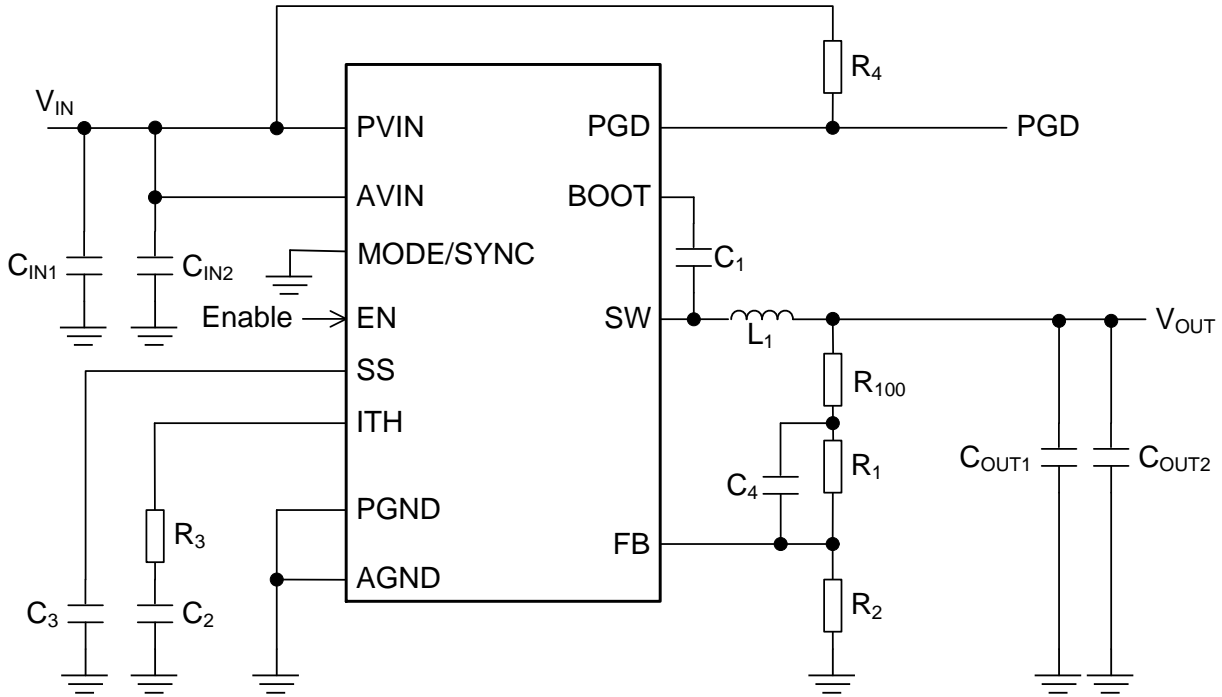 R4
VIN
PVIN
PGD
PGD
AVIN
BOOT
MODE/SYNC
C1
CIN1
CIN2
Enable
EN
SW
L1
VOUT
SS
R100
ITH
R1
COUT1
COUT2
C4
PGND
R3
FB
AGND
R2
C3
C2